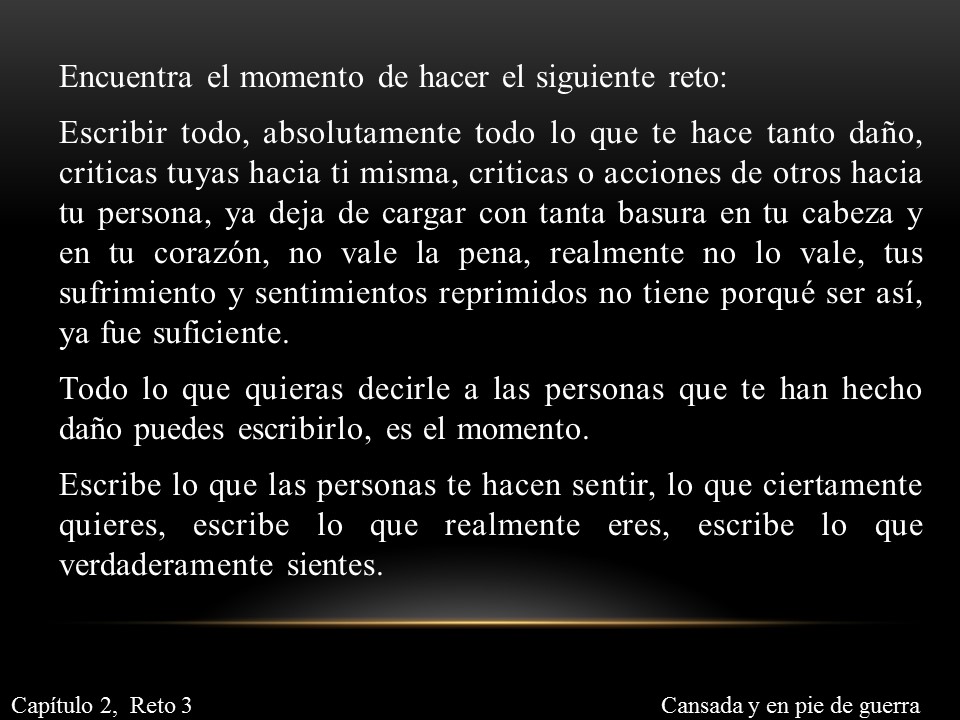 Encuentra el momento de hacer el siguiente reto:
Escribir todo, absolutamente todo lo que te hace tanto daño,
criticas tuyas hacia ti misma, criticas o acciones de otros hacia
tu persona, ya deja de cargar con tanta basura en tu cabeza y
en tu corazón, no vale la pena, realmente no lo vale, tus
sufrimiento y sentimientos reprimidos no tiene porqué ser así,
ya fue suficiente.
Todo lo que quieras decirle a las personas que te han hecho
daño puedes escribirlo, es el momento.
Escribe lo que las personas te hacen sentir, lo que ciertamente
quieres, escribe lo que realmente eres, escribe lo que
verdaderamente sientes.
Capítulo 2, Reto 3
Cansada y en pie de guerra